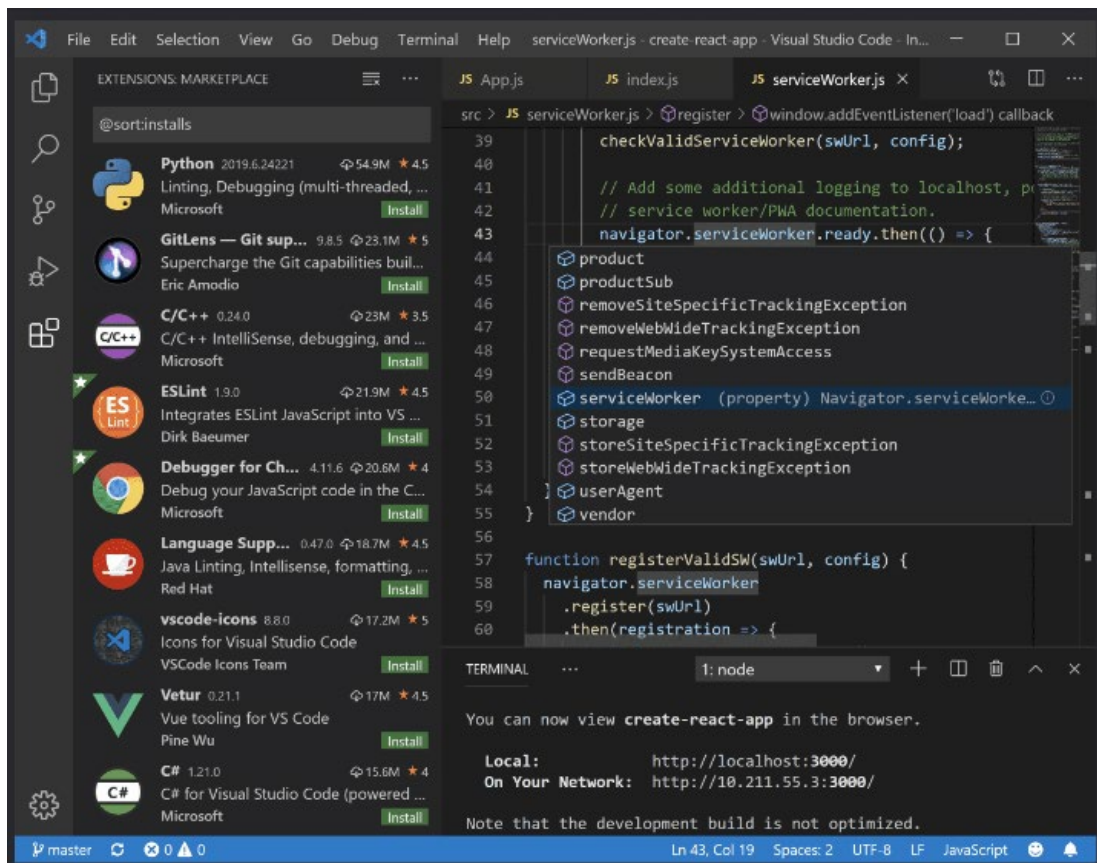 File Edit Selection View Go Debug Terminal Help serviceWorker.js - create-react-app - Visual Studio Code - In...
EXTENSIONS: MARKETPLACE
@sort:installs
Python 2019.6.24221 54.9M ★ 4.5
Linting, Debugging (multi-threaded, ...
Microsoft Install
GitLens — Git sup... 9.8.5 23.1M ★ 5
Supercharge the Git capabilities buil...
Eric Amodio Install
C/C++
C/C++ 0.24.0 23M ★ 3.5
C/C++ IntelliSense, debugging, and ...
Microsoft Install
ES
Lint
ESLint 1.9.0 21.9M ★ 4.5
Integrates ESLint JavaScript into VS ...
Dirk Baeumer Install
Debugger for Ch... 4.11.6 20.6M ★ 4
Debug your JavaScript code in the C...
Microsoft Install
Language Supp... 0.47.0 18.7M ★ 4.5
Java Linting, Intellisense, formatting, ...
Red Hat Install
vscode-icons 8.8.0 17.2M ★ 5
Icons for Visual Studio Code
VSCode Icons Team Install
Vetur 0.21.1 17M ★ 4.5
Vue tooling for VS Code
Pine Wu Install
C#
C# 1.21.0 15.6M ★ 4
C# for Visual Studio Code (powered ...
Microsoft Install
JS App.js JS index.js JS serviceWorker.js ×
src > JS serviceWorker.js > register > window.addEventListener('load') callback
39 checkValidServiceWorker(swUrl, config);
40
41 // Add some additional logging to localhost, p
42 // service worker/PWA documentation.
43 navigator.serviceWorker.ready.then(() => {
44 product
45 productSub
46 removeSiteSpecificTrackingException
47 removeWebWideTrackingException
48 requestMediaKeySystemAccess
49 sendBeacon
50 serviceWorker (property) Navigator.serviceWorke...
51 storage
52 storeSiteSpecificTrackingException
53 storeWebWideTrackingException
54 } userAgent
55 } vendor
56
57 function registerValidSW(swUrl, config) {
58 navigator.serviceWorker
59 .register(swUrl)
60 .then(registration => {
TERMINAL ... 1: node
You can now view create-react-app in the browser.
Local: http://localhost:3000/
On Your Network: http://10.211.55.3:3000/
Note that the development build is not optimized.
master 0 0 Ln 43, Col 19 Spaces: 2 UTF-8 LF JavaScript